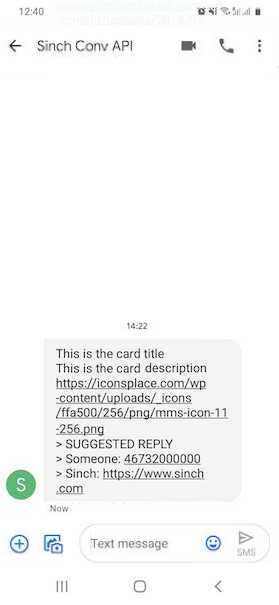 12:40
Sinch Conv API
14:22
This is the card title
This is the card description
https://iconsplace.com/wp
-content/uploads/_icons
/ffa500/256/png/mms-icon-11
-256.png
> SUGGESTED REPLY
> Someone: 46732000000
> Sinch: https://www.sinch
.com
S
Now
Text message
SMS